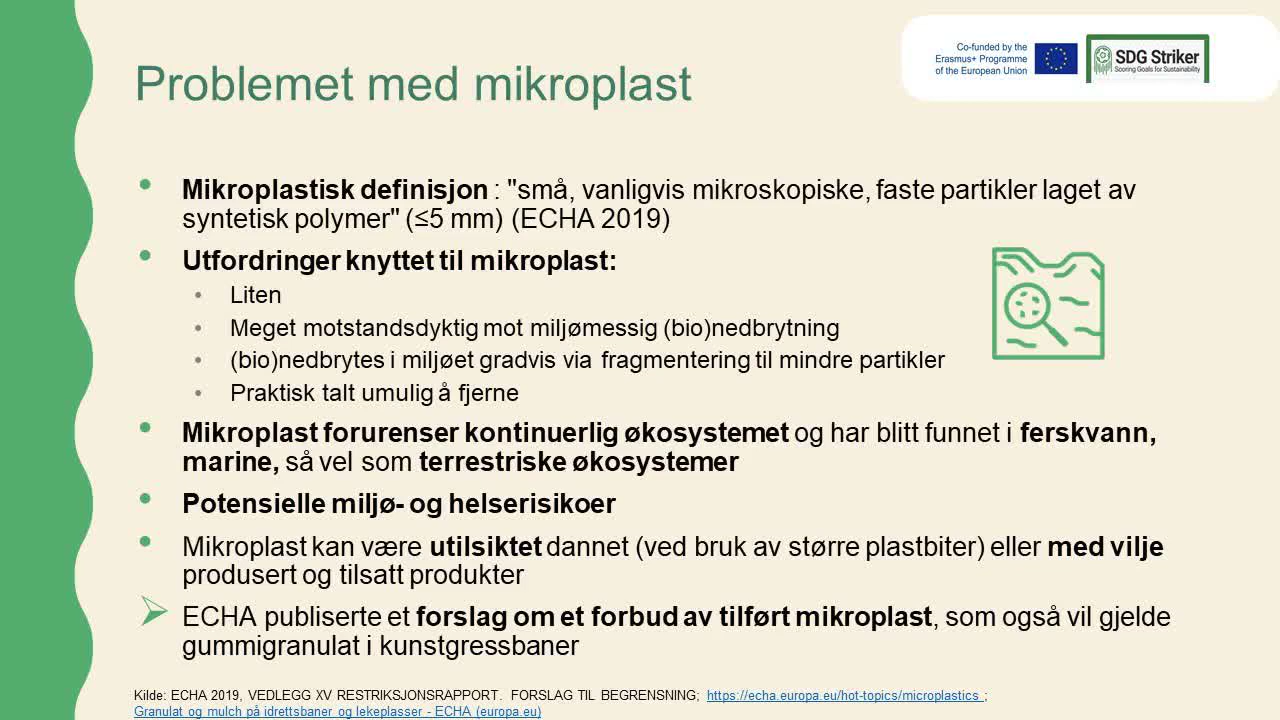 Co-funded by the
Erasmus+ Programme
of the European Union
SDG Striker
Scoring Goals for Sustainability
Problemet med mikroplast
• Mikroplastisk definisjon : "små, vanligvis mikroskopiske, faste partikler laget av
syntetisk polymer" (≤5 mm) (ECHA 2019)
• Utfordringer knyttet til mikroplast:
• Liten
• Meget motstandsdyktig mot miljømessig (bio)nedbrytning
• (bio)nedbrytes i miljøet gradvis via fragmentering til mindre partikler
• Praktisk talt umulig å fjerne
• Mikroplast forurenser kontinuerlig økosystemet og har blitt funnet i ferskvann,
marine, så vel som terrestriske økosystemer
• Potensielle miljø- og helserisikoer
• Mikroplast kan være utilsiktet dannet (ved bruk av større plastbiter) eller med vilje
produsert og tilsatt produkter
➢ ECHA publiserte et forslag om et forbud av tilført mikroplast, som også vil gjelde
gummigranulat i kunstgressbaner
Kilde: ECHA 2019, VEDLEGG XV RESTRIKSJONSRAPPORT. FORSLAG TIL BEGRENSNING; https://echa.europa.eu/hot-topics/microplastics ;
Granulat og mulch på idrettsbaner og lekeplasser - ECHA (europa.eu)